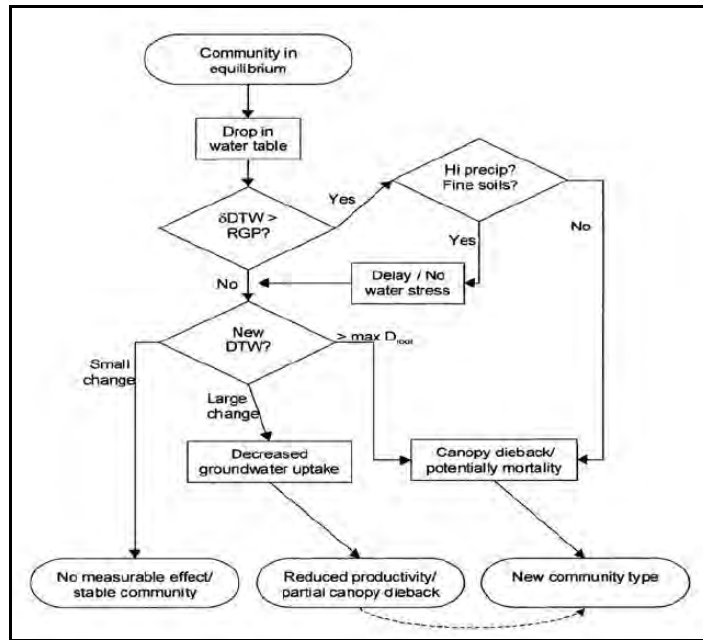 Community in
equilibrium
Drop in
water table
δDTW >
RGP?
Yes
Hi precip?
Fine soils?
Yes
No
No
Delay / No
water stress
New
DTW?
> max Droot
Small
change
Large
change
Decreased
groundwater uptake
Canopy dieback/
potentially mortality
No measurable effect/
stable community
Reduced productivity/
partial canopy dieback
New community type